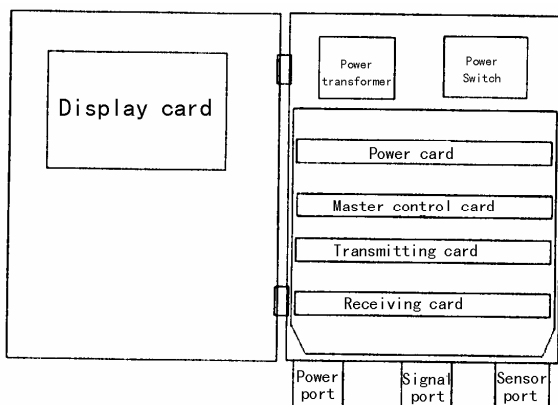 Display card
Power
transformer
Power
Switch
Power card
Master control card
Transmitting card
Receiving card
Power
port
Signal
port
Sensor
port